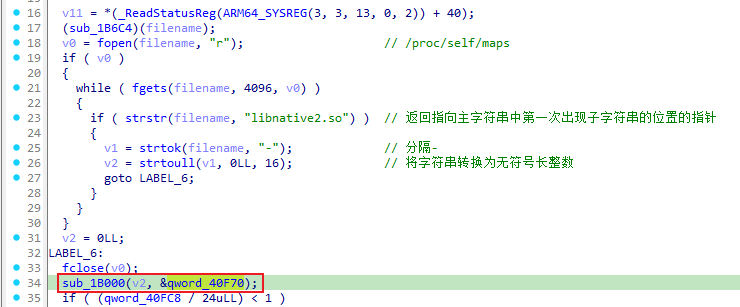 16 v11 = *(_ReadStatusReg(ARM64_SYSREG(3, 3, 13, 0, 2)) + 40);
17 (sub_1B6C4)(filename);
18 v0 = fopen(filename, "r"); // /proc/self/maps
19 if ( v0 )
20 {
21 while ( fgets(filename, 4096, v0) )
22 {
23 if ( strstr(filename, "libnative2.so") ) // 返回指向主字符串中第一次出现子字符串的位置的指针
24 {
25 v1 = strtok(filename, "-"); // 分隔-
26 v2 = strtoull(v1, 0LL, 16); // 将字符串转换为无符号长整数
27 goto LABEL_6;
28 }
29 }
30 }
31 v2 = 0LL;
32 LABEL_6:
33 fclose(v0);
34 sub_1B000(v2, &qword_40F70);
35 if ( (qword_40FC8 / 24uLL) < 1 )